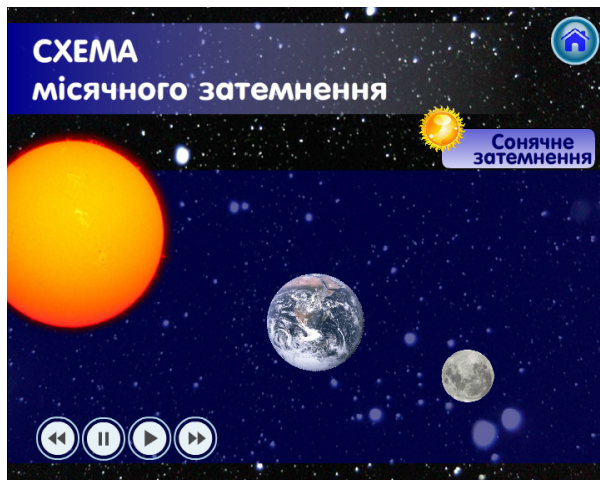 СХЕМА
місячного затемнення
Сонячне
затемнення